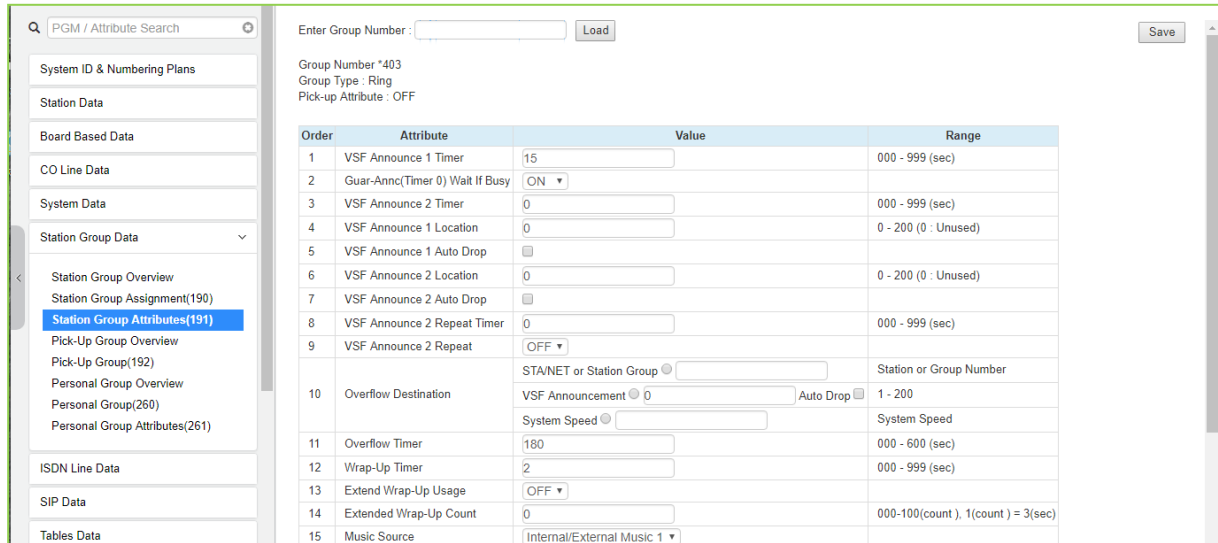 PGM / Attribute Search
System ID & Numbering Plans
Station Data
Board Based Data
CO Line Data
System Data
Station Group Data
Station Group Overview
Station Group Assignment(190)
Station Group Attributes(191)
Pick-Up Group Overview
Pick-Up Group(192)
Personal Group Overview
Personal Group(260)
Personal Group Attributes(261)
ISDN Line Data
SIP Data
Tables Data
Enter Group Number : Load Save
Group Number *403
Group Type : Ring
Pick-up Attribute : OFF
Order Attribute Value Range
1 VSF Announce 1 Timer 15 000 - 999 (sec)
2 Guar-Annc(Timer 0) Wait If Busy ON
3 VSF Announce 2 Timer 0 000 - 999 (sec)
4 VSF Announce 1 Location 0 0 - 200 (0 : Unused)
5 VSF Announce 1 Auto Drop
6 VSF Announce 2 Location 0 0 - 200 (0 : Unused)
7 VSF Announce 2 Auto Drop
8 VSF Announce 2 Repeat Timer 0 000 - 999 (sec)
9 VSF Announce 2 Repeat OFF
10 Overflow Destination
STA/NET or Station Group Station or Group Number
VSF Announcement 0 Auto Drop 1 - 200
System Speed System Speed
11 Overflow Timer 180 000 - 600 (sec)
12 Wrap-Up Timer 2 000 - 999 (sec)
13 Extend Wrap-Up Usage OFF
14 Extended Wrap-Up Count 0 000-100(count ), 1(count ) = 3(sec)
15 Music Source Internal/External Music 1